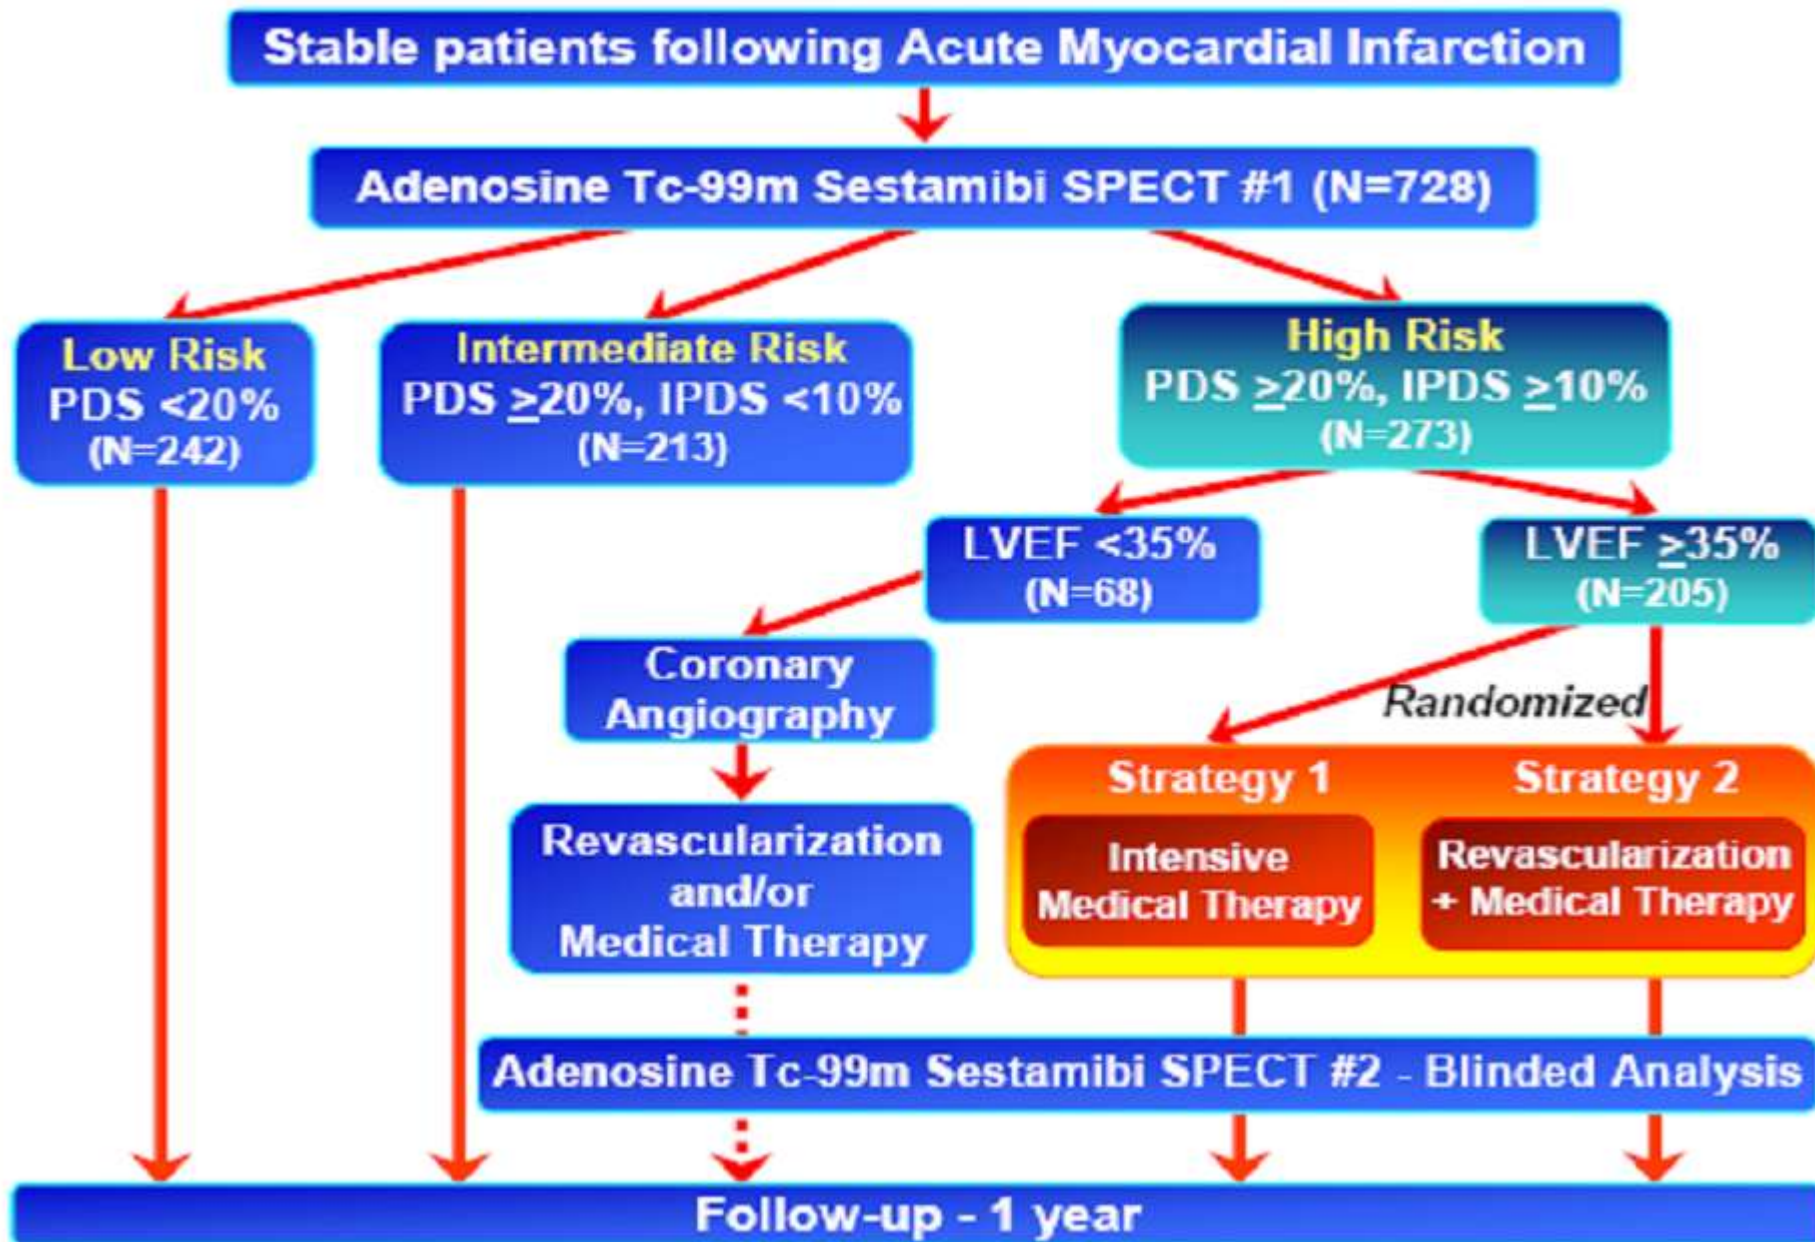 Stable patients following Acute Myocardial Infarction
Adenosine Tc-99m Sestamibi SPECT #1 (N=728)
Low Risk
PDS <20%
(N=242)
Intermediate Risk
PDS ≥20%, IPDS <10%
(N=213)
High Risk
PDS ≥20%, IPDS ≥10%
(N=273)
LVEF <35%
(N=68)
LVEF ≥35%
(N=205)
Coronary
Angiography
Randomized
Revascularization
and/or
Medical Therapy
Strategy 1
Intensive
Medical Therapy
Strategy 2
Revascularization
+ Medical Therapy
Adenosine Tc-99m Sestamibi SPECT #2 - Blinded Analysis
Follow-up - 1 year